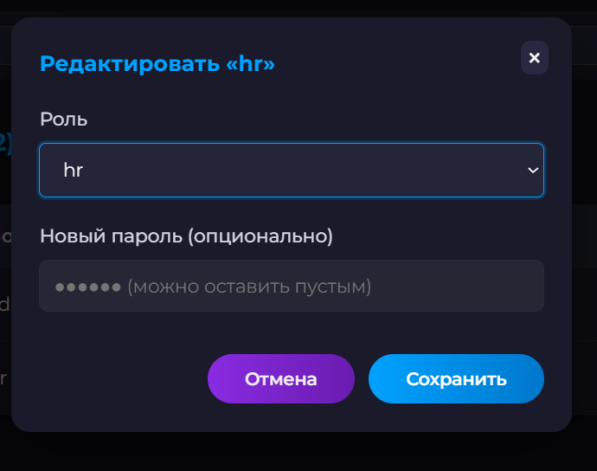 Редактировать «hr»
×
Роль
hr
Новый пароль (опционально)
●●●●●● (можно оставить пустым)
Отмена
Сохранить